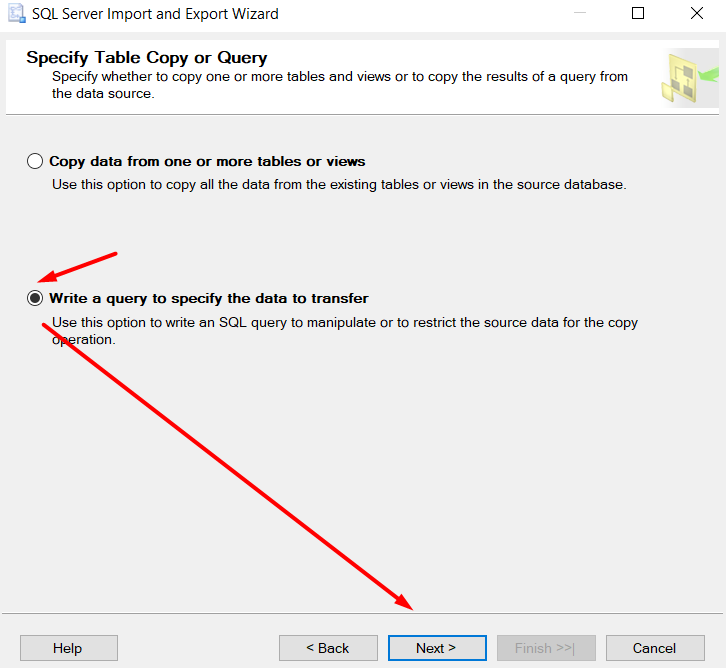 SQL Server Import and Export Wizard
Specify Table Copy or Query
Specify whether to copy one or more tables and views or to copy the results of a query from
the data source.
Copy data from one or more tables or views
Use this option to copy all the data from the existing tables or views in the source database.
Write a query to specify the data to transfer
Use this option to write an SQL query to manipulate or to restrict the source data for the copy
operation.
Help
< Back
Next >
Finish >>|
Cancel